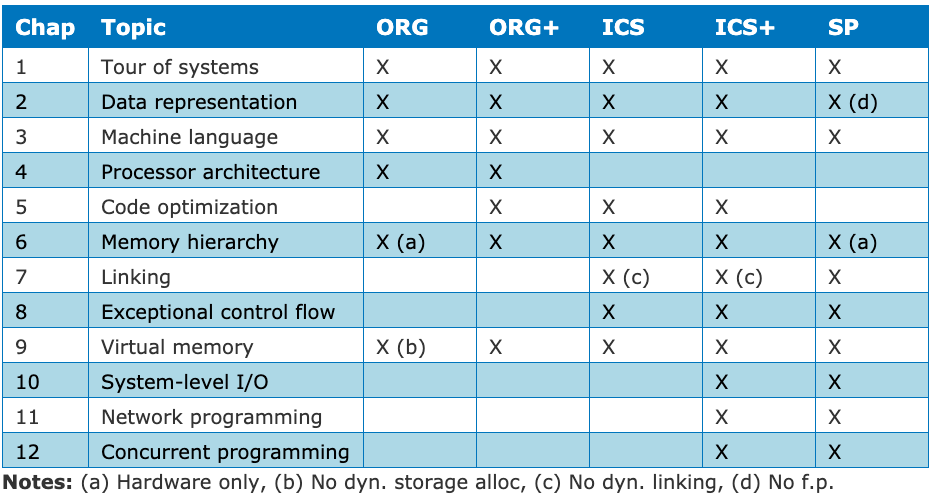 Chap Topic ORG ORG+ ICS ICS+ SP
1 Tour of systems X X X X X
2 Data representation X X X X X (d)
3 Machine language X X X X X
4 Processor architecture X X
5 Code optimization X X X
6 Memory hierarchy X (a) X X X X (a)
7 Linking X (c) X (c) X
8 Exceptional control flow X X X
9 Virtual memory X (b) X X X X
10 System-level I/O X X
11 Network programming X X
12 Concurrent programming X X
Notes: (a) Hardware only, (b) No dyn. storage alloc, (c) No dyn. linking, (d) No f.p.